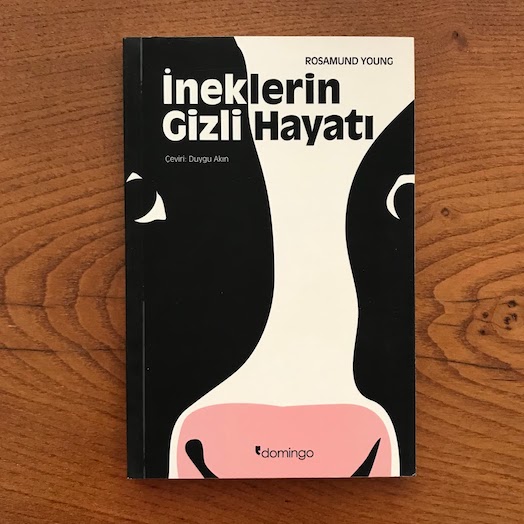 ROSAMUND YOUNG
İneklerin
Gizli Hayatı
Çeviri: Duygu Akın
domingo